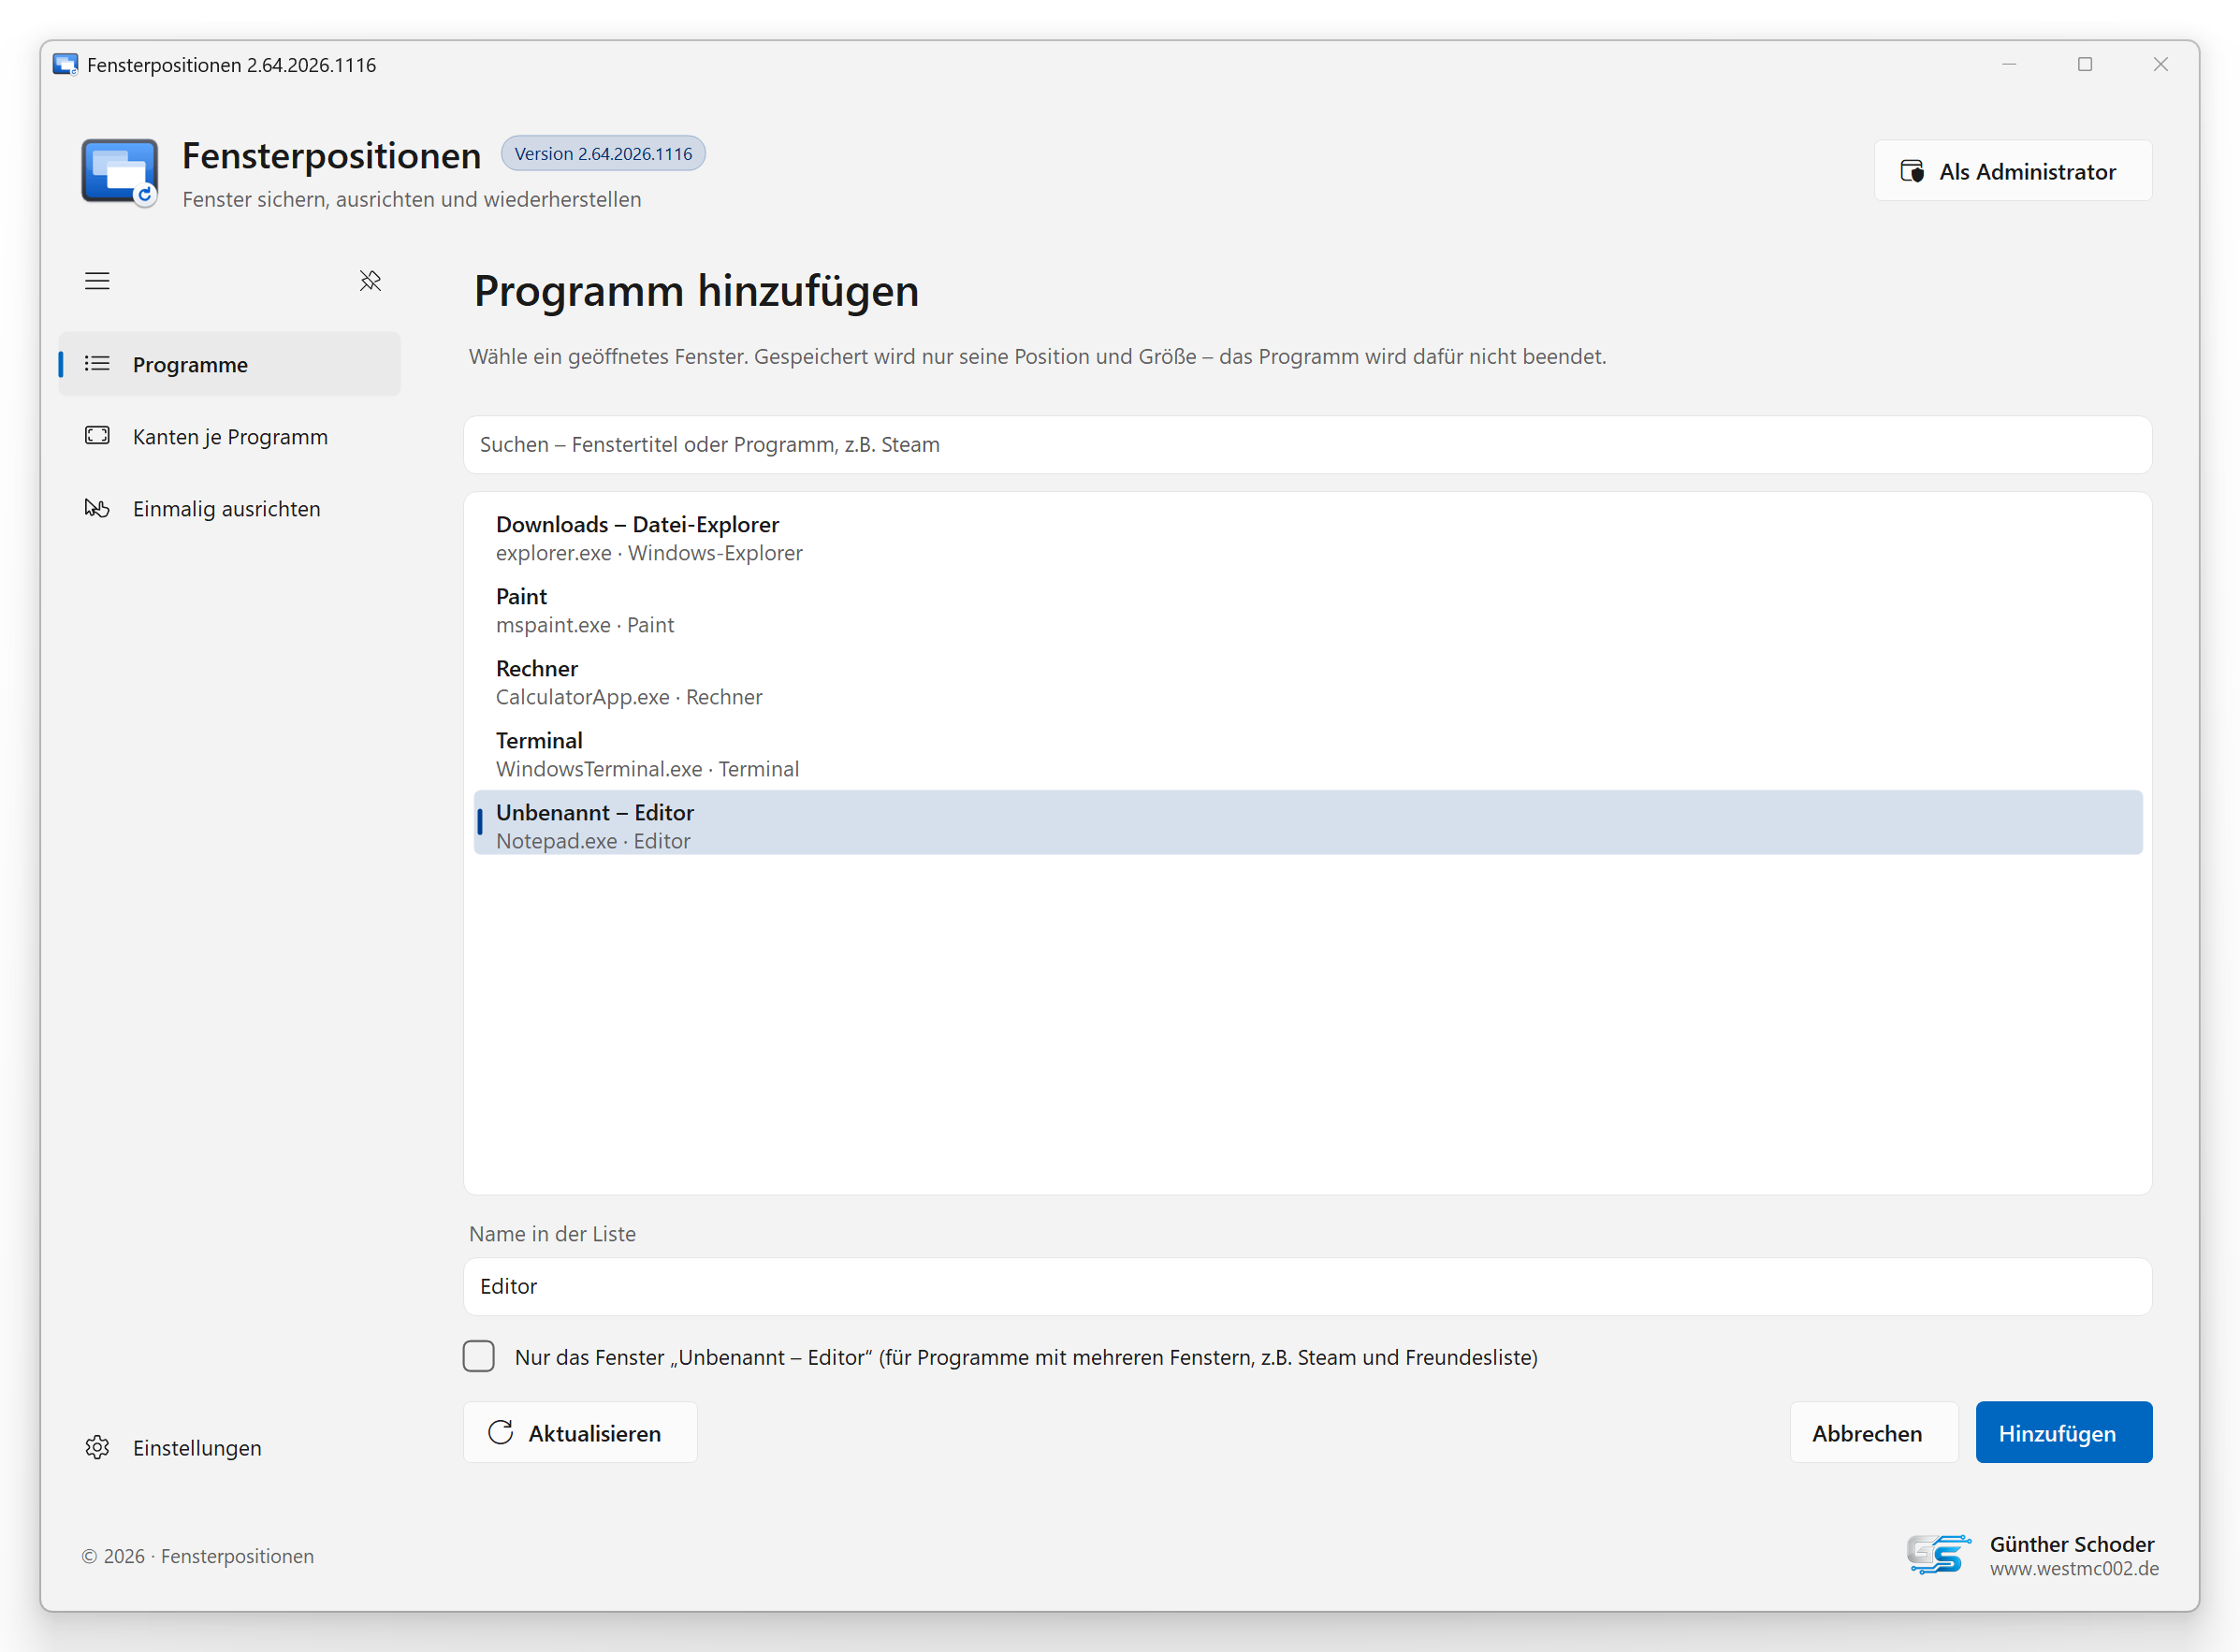 Fensterpositionen 2.64.2026.1116
Fensterpositionen
Version 2.64.2026.1116
Fenster sichern, ausrichten und wiederherstellen
Als Administrator
Programme
Kanten je Programm
Einmalig ausrichten
Einstellungen
Programm hinzufügen
Wähle ein geöffnetes Fenster. Gespeichert wird nur seine Position und Größe – das Programm wird dafür nicht beendet.
Suchen – Fenstertitel oder Programm, z.B. Steam
Downloads – Datei-Explorer
explorer.exe · Windows-Explorer
Paint
mspaint.exe · Paint
Rechner
CalculatorApp.exe · Rechner
Terminal
WindowsTerminal.exe · Terminal
Unbenannt – Editor
Notepad.exe · Editor
Name in der Liste
Editor
Nur das Fenster „Unbenannt – Editor“ (für Programme mit mehreren Fenstern, z.B. Steam und Freundesliste)
Aktualisieren
Abbrechen
Hinzufügen
© 2026 · Fensterpositionen
GS
Günther Schoder
www.westmc002.de